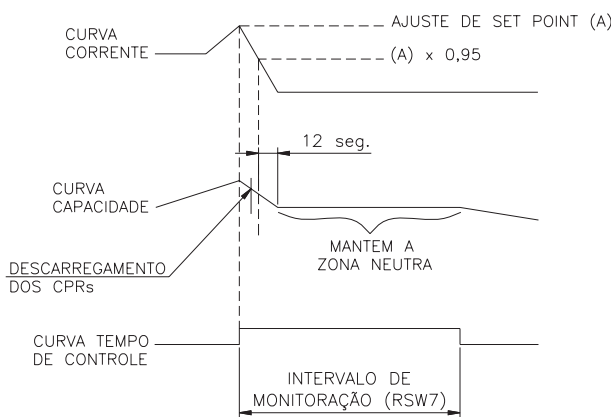 AJUSTE DE SET POINT (A)
CURVA
CORRENTE
(A) x 0,95
12 seg.
CURVA
CAPACIDADE
MANTEM A
ZONA NEUTRA
DESCARREGAMENTO
DOS CPRs
CURVA TEMPO
DE CONTROLE
INTERVALO DE
MONITORAÇÃO (RSW7)